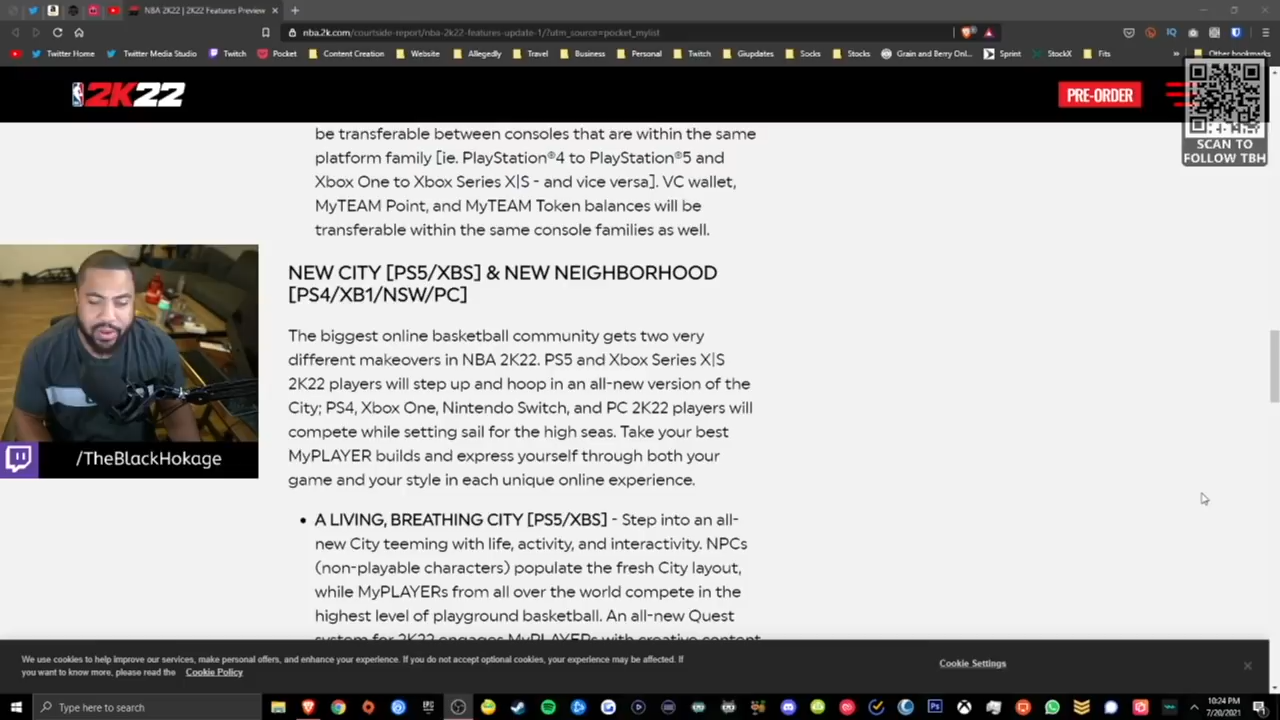 NBA 2K22 | 2K22 Features Preview
nba.2k.com/courtside-report/nba-2k22-features-update-1/?utm_source=pocket_mylist
Twitter Home Twitter Media Studio Twitch Pocket Content Creation Website Allegedly Travel Business Personal Twitch Giupdates Socks Stocks Grain and Berry Onli... Sprint StockX Fits Other bookmarks
2K22
PRE-ORDER
SCAN TO
FOLLOW TBH
be transferable between consoles that are within the same
platform family [ie. PlayStation®4 to PlayStation®5 and
Xbox One to Xbox Series X|S - and vice versa]. VC wallet,
MyTEAM Point, and MyTEAM Token balances will be
transferable within the same console families as well.
NEW CITY [PS5/XBS] & NEW NEIGHBORHOOD
[PS4/XB1/NSW/PC]
The biggest online basketball community gets two very
different makeovers in NBA 2K22. PS5 and Xbox Series X|S
2K22 players will step up and hoop in an all-new version of the
City; PS4, Xbox One, Nintendo Switch, and PC 2K22 players will
compete while setting sail for the high seas. Take your best
MyPLAYER builds and express yourself through both your
game and your style in each unique online experience.
/TheBlackHokage
• A LIVING, BREATHING CITY [PS5/XBS] - Step into an all-
new City teeming with life, activity, and interactivity. NPCs
(non-playable characters) populate the fresh City layout,
while MyPLAYERs from all over the world compete in the
highest level of playground basketball. An all-new Quest
system for 2K22 engages MyPLAYERs with creative content
We use cookies to help improve our services, make personal offers, and enhance your experience. If you do not accept optional cookies, your experience may be affected. If
you want to know more, please read the Cookie Policy
Cookie Settings
Type here to search
10:24 PM
7/20/2021